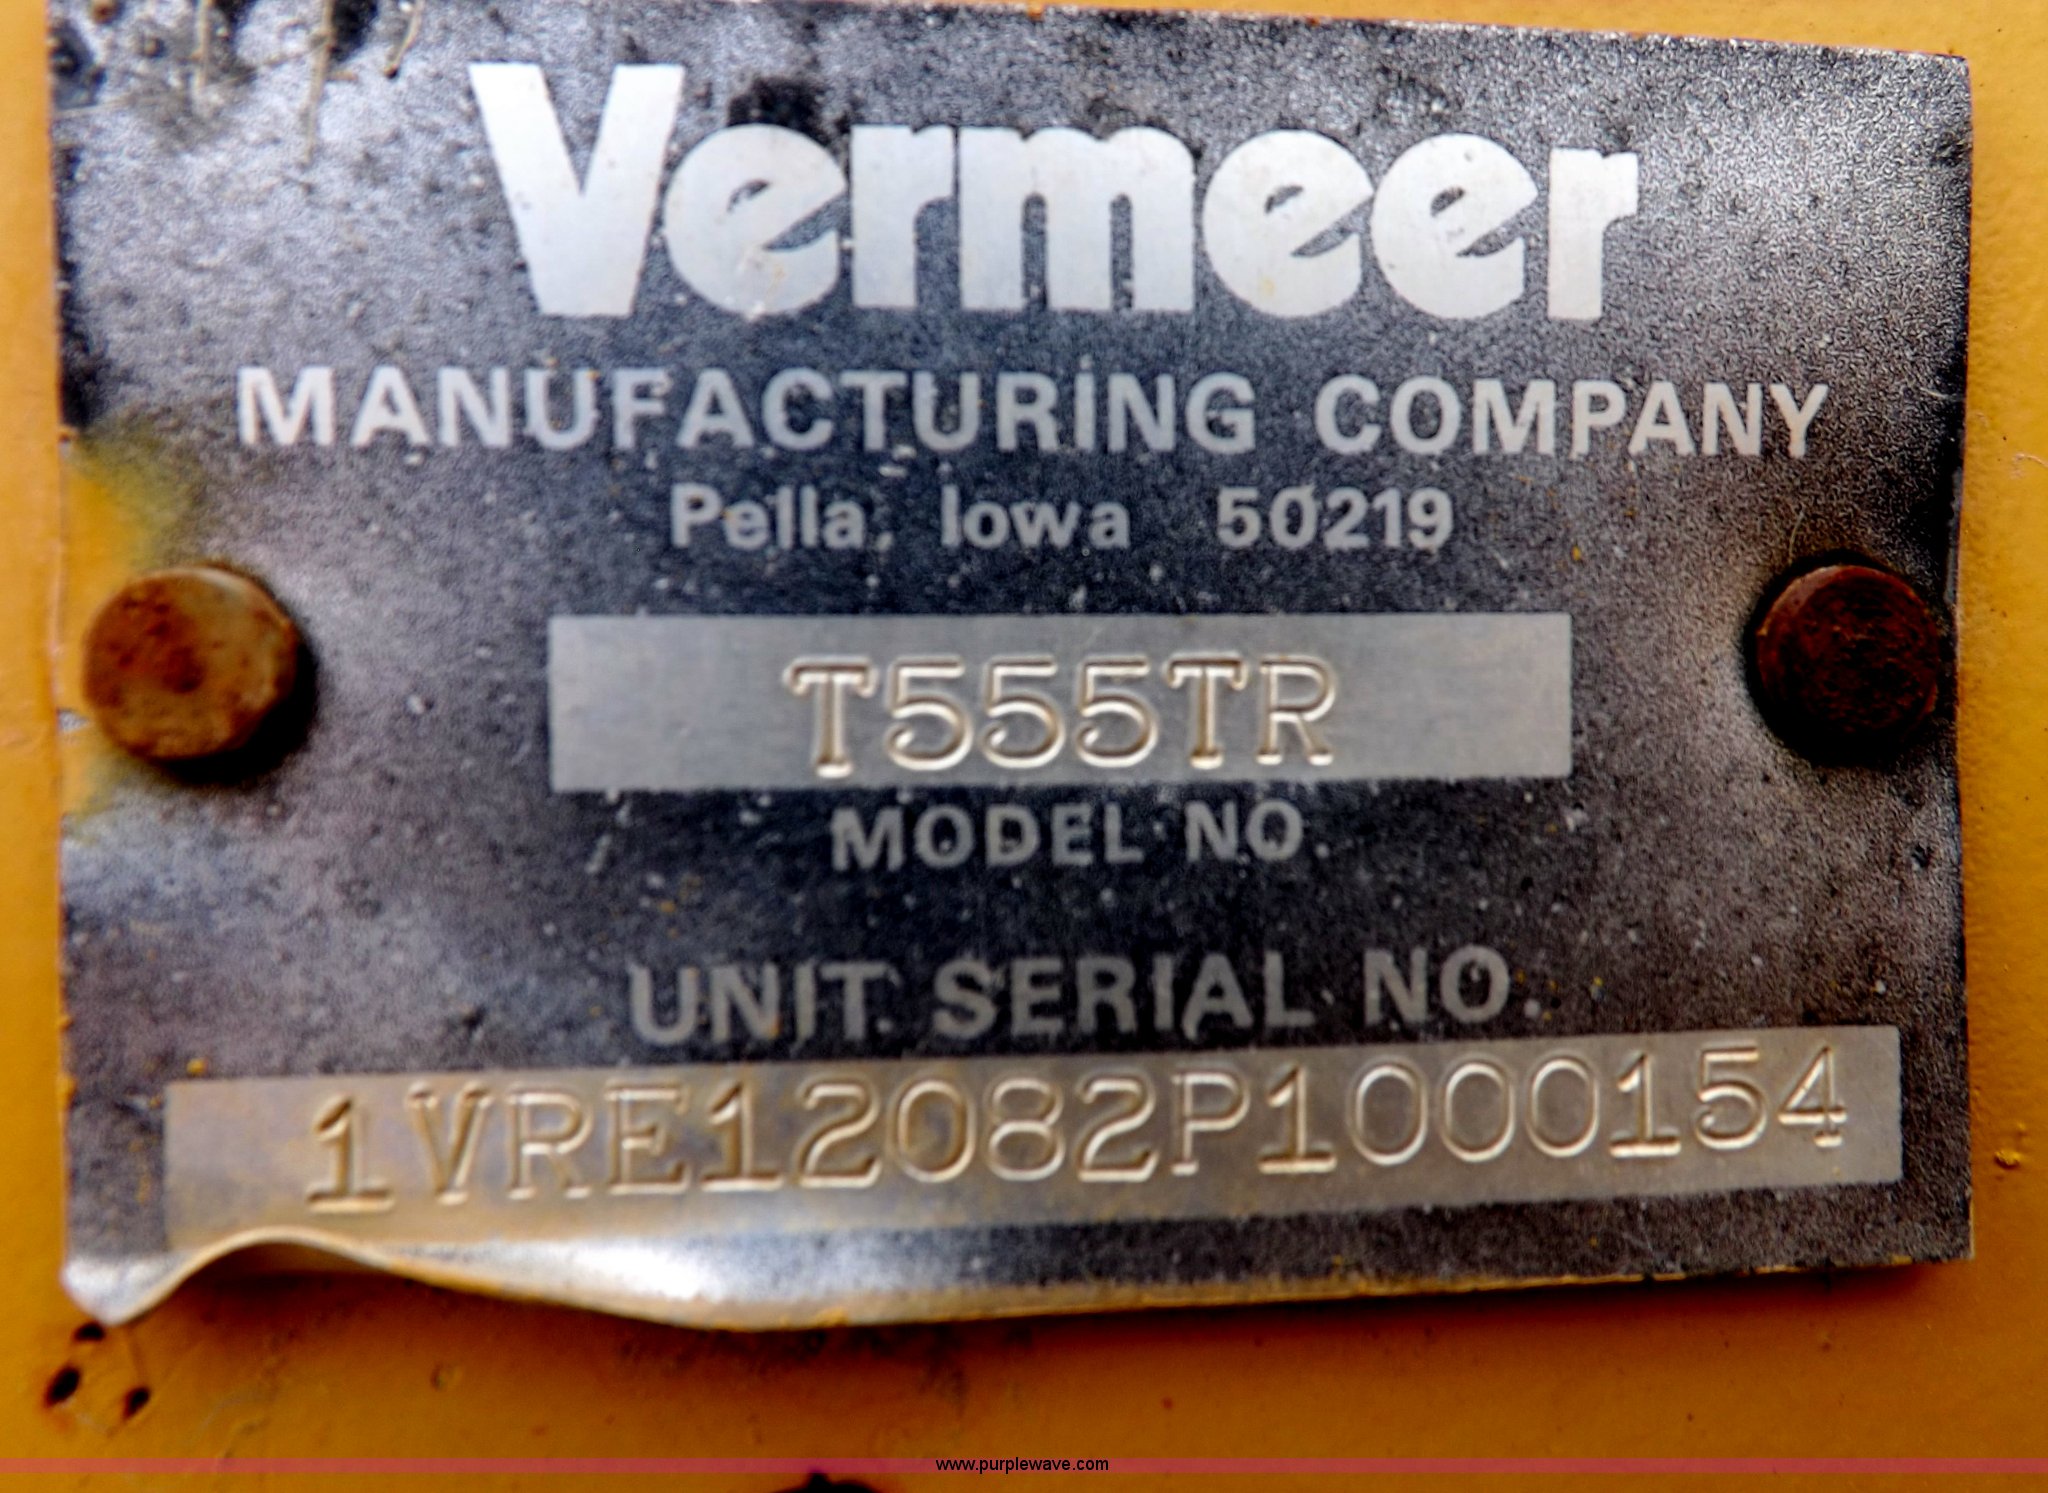 Vermeer
MANUFACTURING COMPANY
Pella, Iowa 50219
T555TR
MODEL NO.
UNIT SERIAL NO.
1VRE12082P1000154
www.purplewave.com